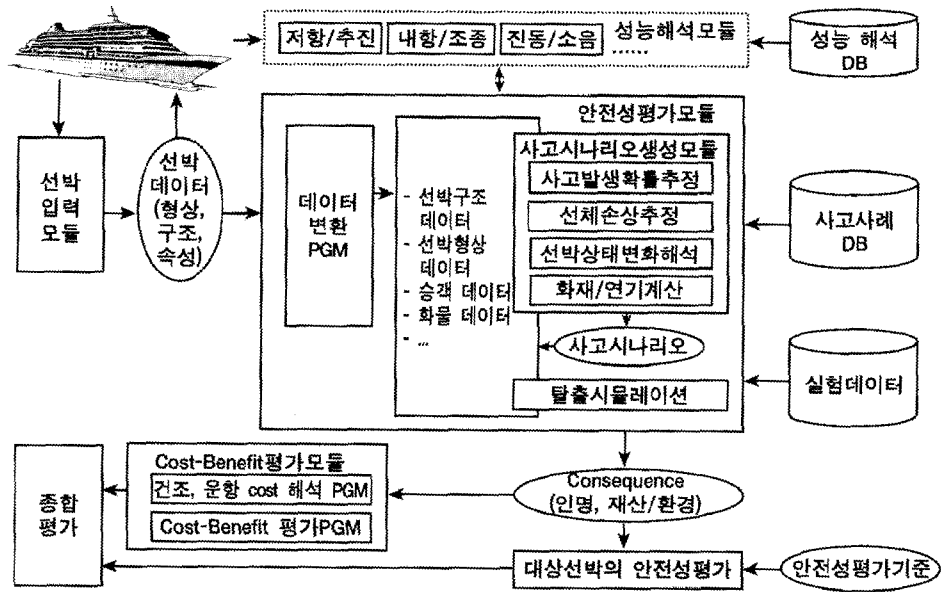 저항/추진
내항/조종
진동/소음
성능해석모듈
......
성능 해석
DB
안전성평가모듈
선박
입력
모듈
선박
데이터
(형상,
구조,
속성)
데이터
변환
PGM
- 선박구조
데이터
- 선박형상
데이터
- 승객 데이터
- 화물 데이터
- ...
사고시나리오생성모듈
사고발생확률추정
선체손상추정
선박상태변화해석
화재/연기계산
사고시나리오
탈출시뮬레이션
사고사례
DB
실험데이터
종합
평가
Cost-Benefit평가모듈
건조, 운항 cost 해석 PGM
Cost-Benefit 평가PGM
Consequence
(인명, 재산/환경)
대상선박의 안전성평가
안전성평가기준